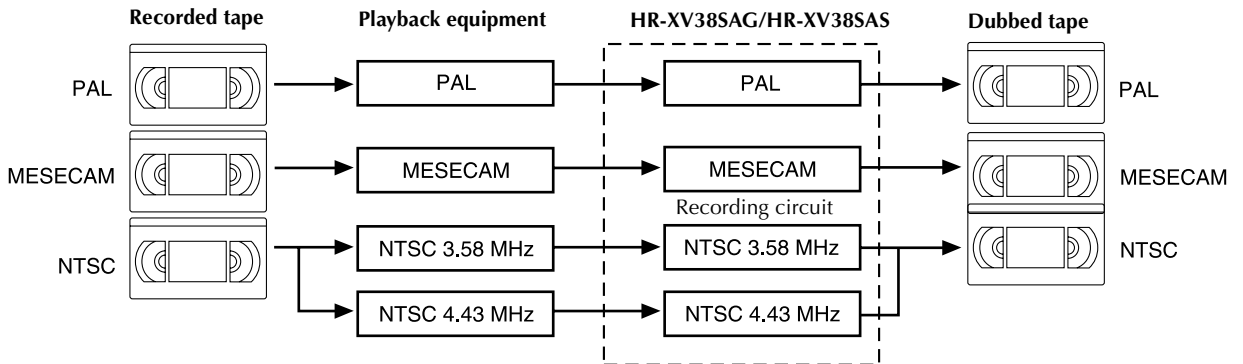 Recorded tape
Playback equipment
HR-XV38SAG/HR-XV38SAS
Dubbed tape
PAL
PAL
PAL
PAL
MESECAM
MESECAM
MESECAM
MESECAM
Recording circuit
NTSC
NTSC 3.58 MHz
NTSC 3.58 MHz
NTSC
NTSC 4.43 MHz
NTSC 4.43 MHz